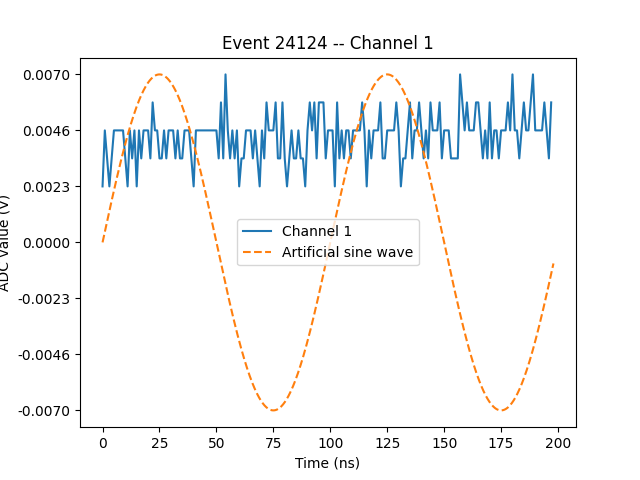 Event 24124 -- Channel 1
0.0070
0.0046
0.0023
0.0000
-0.0023
-0.0046
-0.0070
ADC Value (V)
Channel 1
Artificial sine wave
0 25 50 75 100 125 150 175 200
Time (ns)